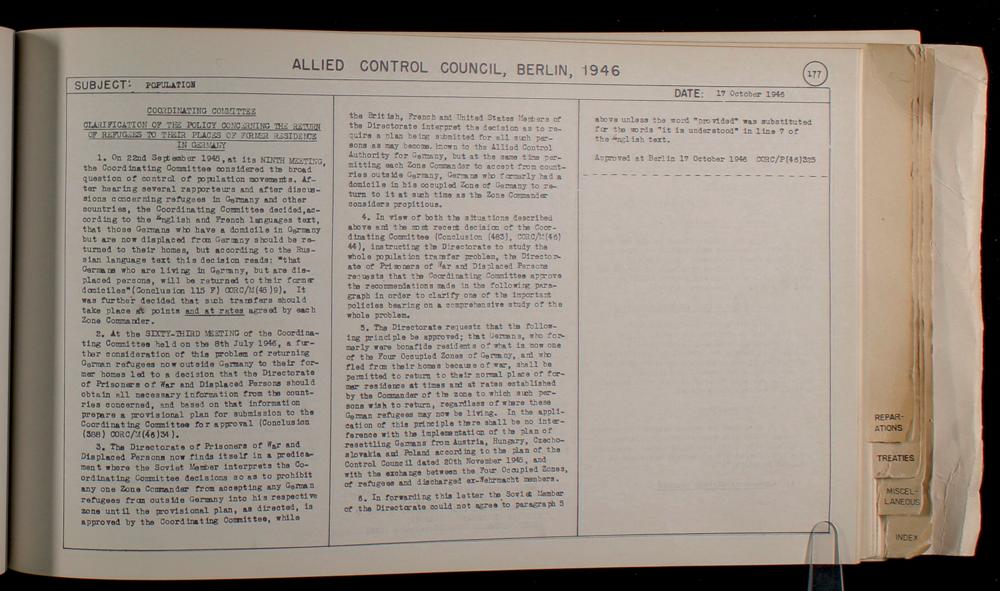 ALLIED CONTROL COUNCIL, BERLIN, 1946
177
SUBJECT: POPULATION
DATE: 17 October 1946
COORDINATING COMMITTEE
CLARIFICATION OF THE POLICY CONCERNING THE RETURN
OF REFUGEES TO THEIR PLACES OF FORMER RESIDENCE
IN GERMANY
1. On 22nd September 1945, at its NINTH MEETING,
the Coordinating Committee considered the broad
question of control of population movements. Af-
ter hearing several rapporteurs and after discus-
sions concerning refugees in Germany and other
countries, the Coordinating Committee decided,ac-
cording to the English and French languages text,
that those Germans who have a domicile in Germany
but are now displaced from Germany should be re-
turned to their homes, but according to the Rus-
sian language text this decision reads: "that
Germans who are living in Germany, but are dis-
placed persons, will be returned to their former
domiciles"(Conclusion 115 F) CORC/M(45)9). It
was further decided that such transfers should
take place at points and at rates agreed by each
Zone Commander.
2. At the SIXTY-THIRD MEETING of the Coordina-
ting Committee held on the 8th July 1946, a fur-
ther consideration of this problem of returning
German refugees now outside Germany to their for-
mer homes led to a decision that the Directorate
of Prisoners of War and Displaced Persons should
obtain all necessary information from the count-
ries concerned, and based on that information
prepare a provisional plan for submission to the
Coordinating Committee for approval (Conclusion
(388) CORC/M(46)34).
3. The Directorate of Prisoners of War and
Displaced Persons now finds itself in a predica-
ment where the Soviet Member interprets the Co-
ordinating Committee decisions so as to prohibit
any one Zone Commander from accepting any German
refugees from outside Germany into his respective
zone until the provisional plan, as directed, is
approved by the Coordinating Committee, while
the British, French and United States Members of
the Directorate interpret the decision as to re-
quire a plan being submitted for all such per-
sons as may become known to the Allied Control
Authority for Germany, but at the same time per-
mitting each Zone Commander to accept from count-
ries outside Germany, Germans who formerly had a
domicile in his occupied Zone of Germany to re-
turn to it at such time as the Zone Commander
considers propitious.
4. In view of both the situations described
above and the most recent decision of the Coor-
dinating Committee (Conclusion (483), CORC/M(46)
44), instructing the Directorate to study the
whole population transfer problem, the Director-
ate of Prisoners of War and Displaced Persons
requests that the Coordinating Committee approve
the recommendations made in the following para-
graph in order to clarify one of the important
policies bearing on a comprehensive study of the
whole problem.
5. The Directorate requests that the follow-
ing principle be approved; that Germans, who for-
merly were bonafide residents of what is now one
of the Four Occupied Zones of Germany, and who
fled from their homes because of war, shall be
permitted to return to their normal place of for-
mer residence at times and at rates established
by the Commander of the zone to which such per-
sons wish to return, regardless of where these
German refugees may now be living. In the appli-
cation of this principle there shall be no inter-
ference with the implementation of the plan of
resettling Germans from Austria, Hungary, Czecho-
slovakia and Poland according to the plan of the
Control Council dated 20th November 1945, and
with the exchange between the Four Occupied Zones,
of refugees and discharged ex-Wehrmacht members.
6. In forwarding this letter the Soviet Member
of the Directorate could not agree to paragraph 5
above unless the word "provided" was substituted
for the words "it is understood" in line 7 of
the English text.
Approved at Berlin 17 October 1946 CORC/P(46)325
REPAR-
ATIONS
TREATIES
MISCEL-
LANEOUS
INDEX